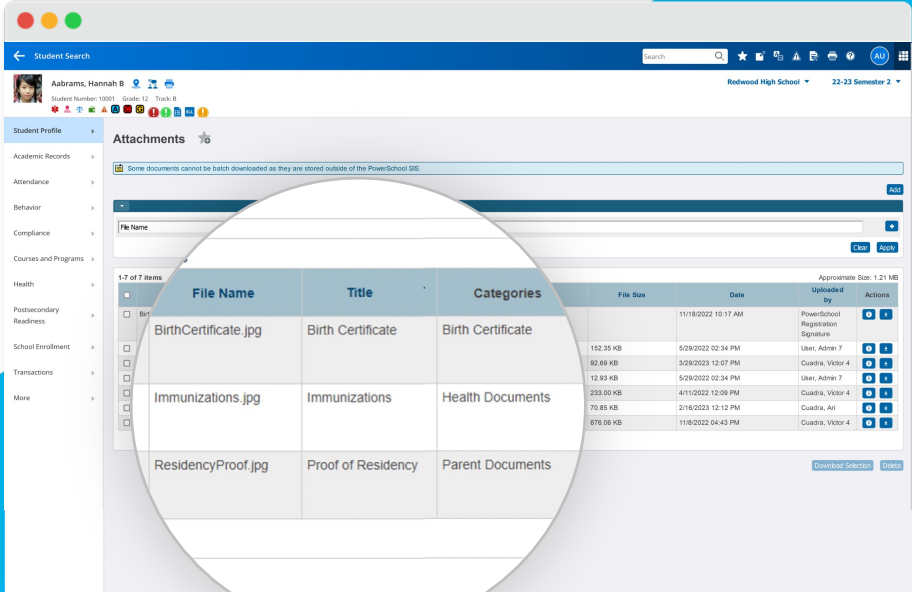 Student Search
Search
AU
Aabrams, Hannah B
Redwood High School
22-23 Semester 2
Student Number: 10001 Grade: 12 Track: B
ELL
Student Profile
Academic Records
Attendance
Behavior
Compliance
Courses and Programs
Health
Postsecondary
Readiness
School Enrollment
Transactions
More
Attachments
Some documents cannot be batch downloaded as they are stored outside of the PowerSchool SIS.
Add
File Name
Clear Apply
1-7 of 7 items
Approximate Size: 1.21 MB
File Name Title Categories
BirthCertificate.jpg Birth Certificate Birth Certificate
Immunizations.jpg Immunizations Health Documents
ResidencyProof.jpg Proof of Residency Parent Documents
File Size Date Uploaded by Actions
11/18/2022 10:17 AM PowerSchool
Registration
Signature
152.35 KB 5/29/2022 02:34 PM User, Admin 7
92.69 KB 3/29/2023 12:07 PM Cuadra, Victor 4
12.93 KB 5/29/2022 02:34 PM User, Admin 7
233.00 KB 4/11/2022 12:09 PM Cuadra, Victor 4
70.85 KB 2/16/2023 12:12 PM Cuadra, Ari
676.06 KB 11/8/2022 04:43 PM Cuadra, Victor 4
Download Selection Delete